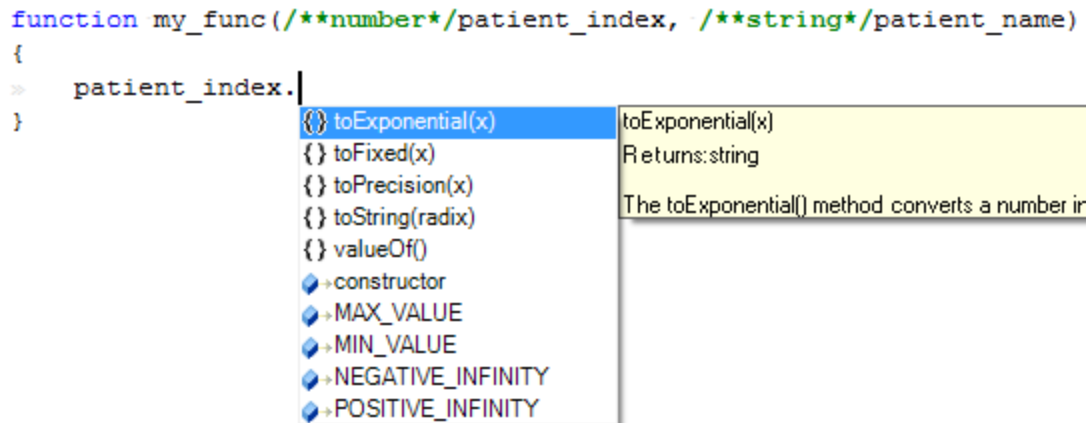 function my_func(/**number*/patient_index, /**string*/patient_name)
{
patient_index.
}
{} toExponential(x)
{} toFixed(x)
{} toPrecision(x)
{} toString(radix)
{} valueOf()
constructor
MAX_VALUE
MIN_VALUE
NEGATIVE_INFINITY
POSITIVE_INFINITY
toExponential(x)
Returns:string
The toExponential() method converts a number in